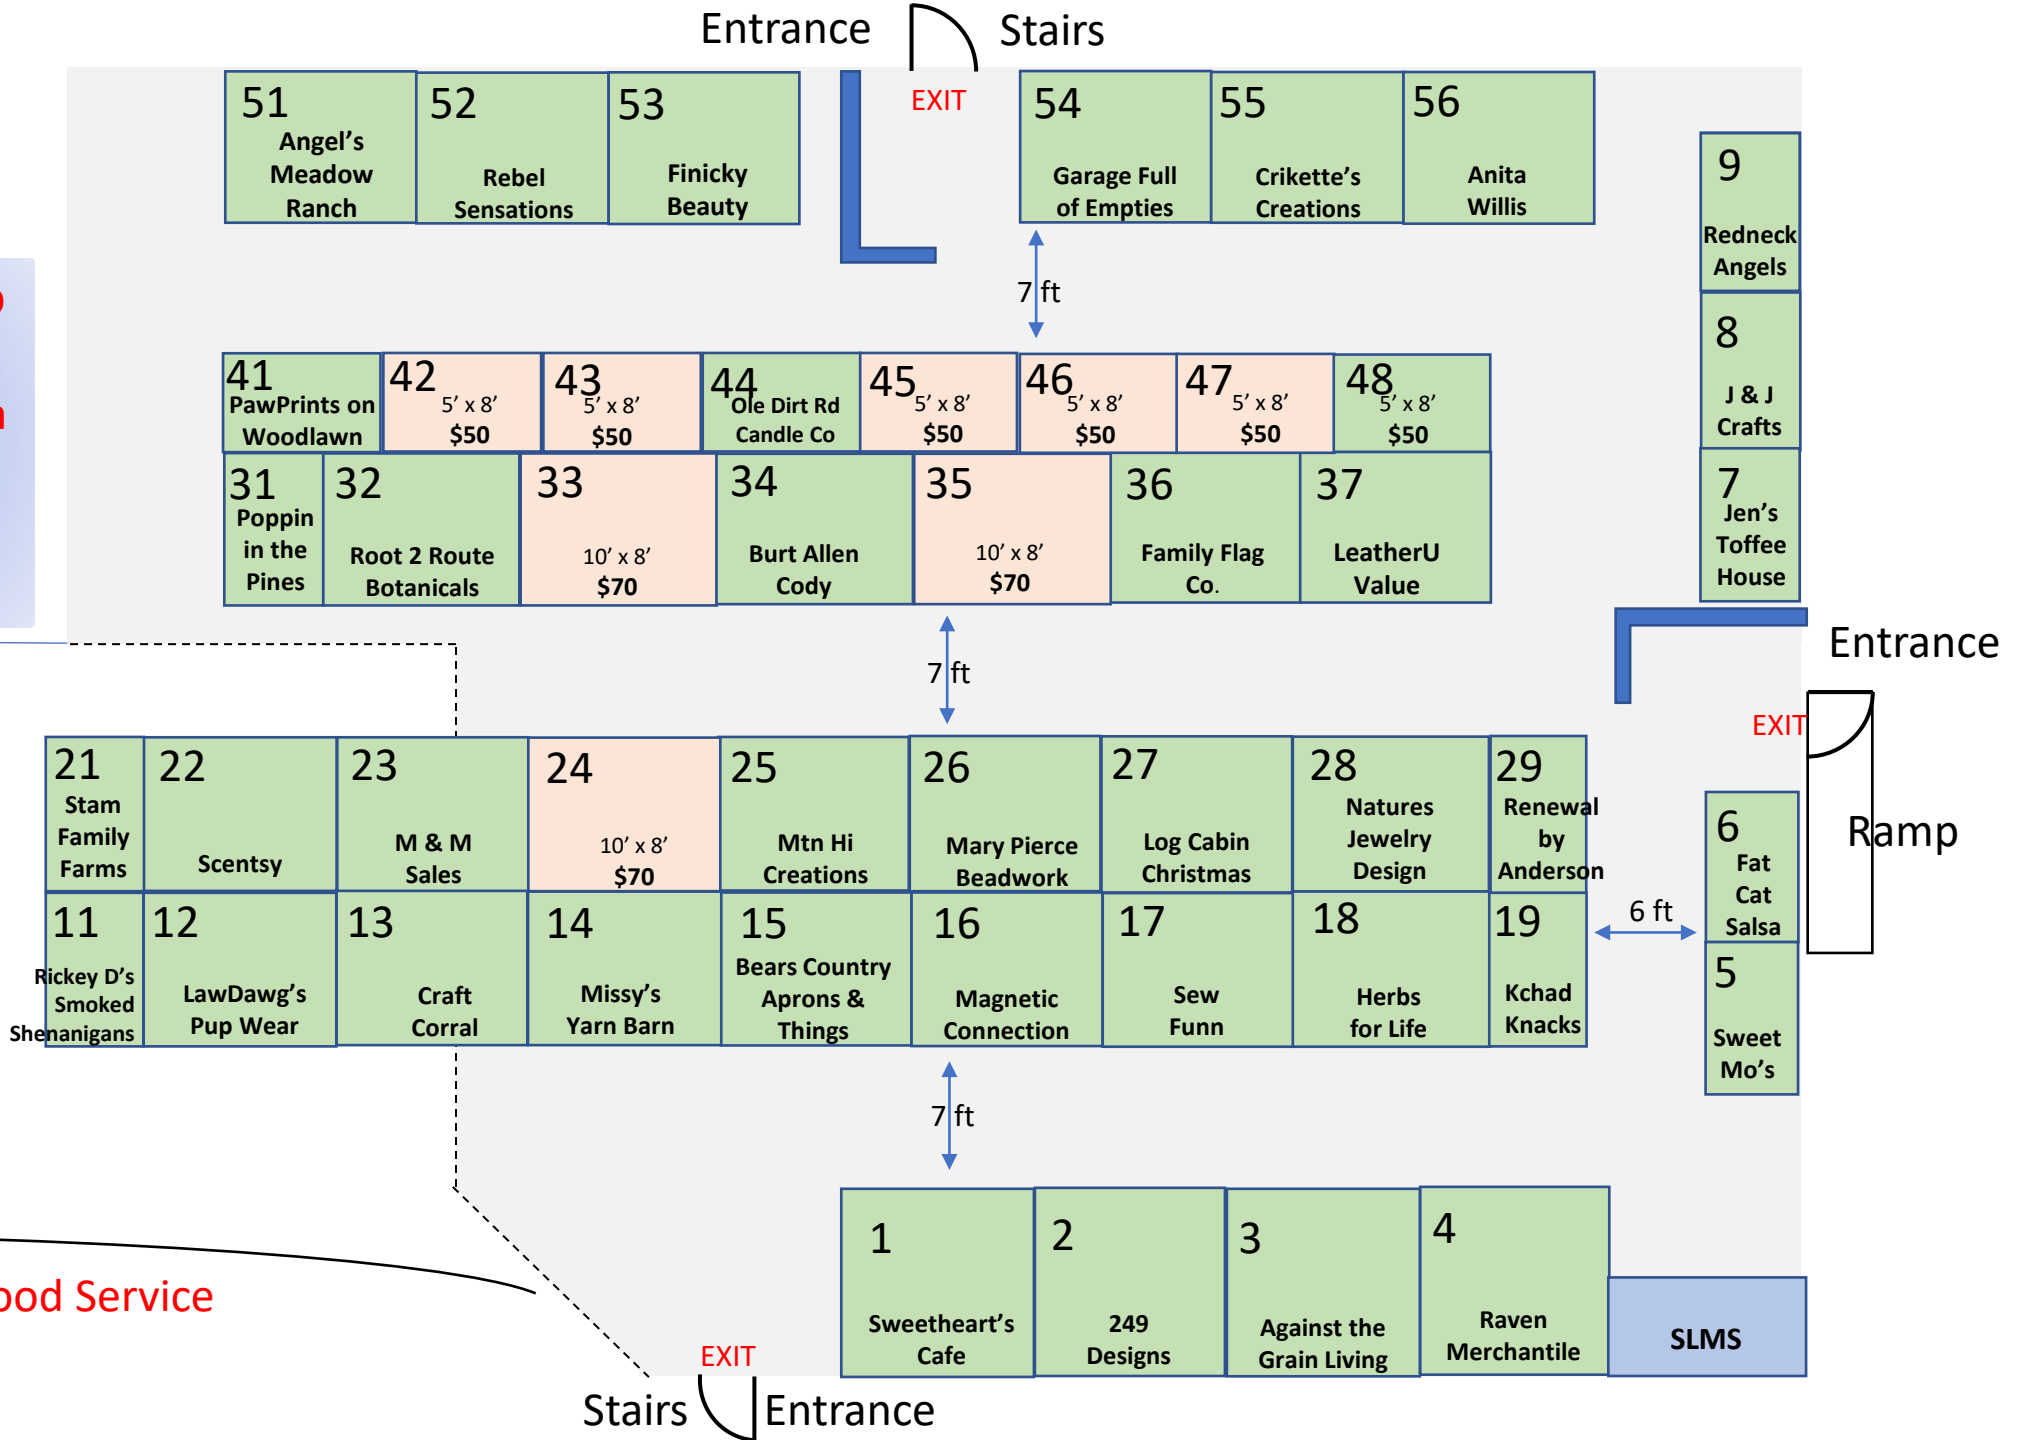 Entrance
Stairs
EXIT
51
Angel's
Meadow
Ranch
52
Rebel
Sensations
53
Finicky
Beauty
54
Garage Full
of Empties
55
Crikette's
Creations
56
Anita
Willis
9
Redneck
Angels
8
J & J
Crafts
7
Jen's
Toffee
House
7 ft
41
PawPrints on
Woodlawn
42
5' x 8'
$50
43
5' x 8'
$50
44
Ole Dirt Rd
Candle Co
45
5' x 8'
$50
46
5' x 8'
$50
47
5' x 8'
$50
48
5' x 8'
$50
31
Poppin
in the
Pines
32
Root 2 Route
Botanicals
33
10' x 8'
$70
34
Burt Allen
Cody
35
10' x 8'
$70
36
Family Flag
Co.
37
LeatherU
Value
7 ft
Entrance
EXIT
Ramp
21
Stam
Family
Farms
22
Scentsy
23
M & M
Sales
24
10' x 8'
$70
25
Mtn Hi
Creations
26
Mary Pierce
Beadwork
27
Log Cabin
Christmas
28
Natures
Jewelry
Design
29
Renewal
by
Anderson
6
Fat
Cat
Salsa
6 ft
5
Sweet
Mo's
11
Rickey D's
Smoked
Shenanigans
12
LawDawg's
Pup Wear
13
Craft
Corral
14
Missy's
Yarn Barn
15
Bears Country
Aprons &
Things
16
Magnetic
Connection
17
Sew
Funn
18
Herbs
for Life
19
Kchad
Knacks
7 ft
1
Sweetheart's
Cafe
2
249
Designs
3
Against the
Grain Living
4
Raven
Merchantile
SLMS
ood Service
EXIT
Stairs
Entrance